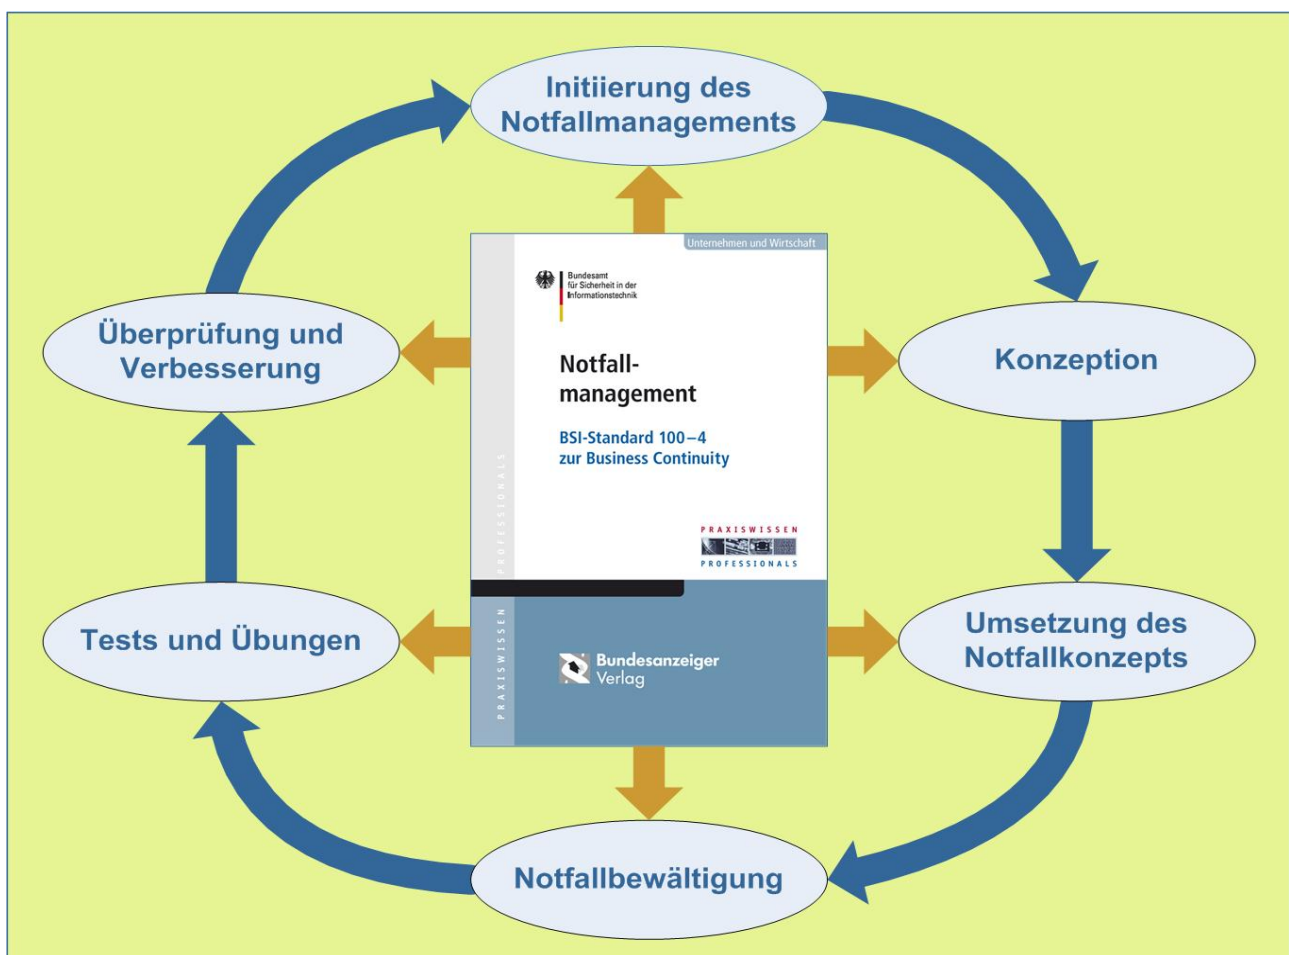 Initiierung des
Notfallmanagements
Unternehmen und Wirtschaft
Bundesamt
für Sicherheit in der
Informationstechnik
Überprüfung und
Verbesserung
Konzeption
Notfall-
management
BSI-Standard 100–4
zur Business Continuity
PROFESSIONALS
PRAXISWISSEN
PROFESSIONALS
Tests und Übungen
Umsetzung des
Notfallkonzepts
PRAXISWISSEN
Bundesanzeiger
Verlag
Notfallbewältigung